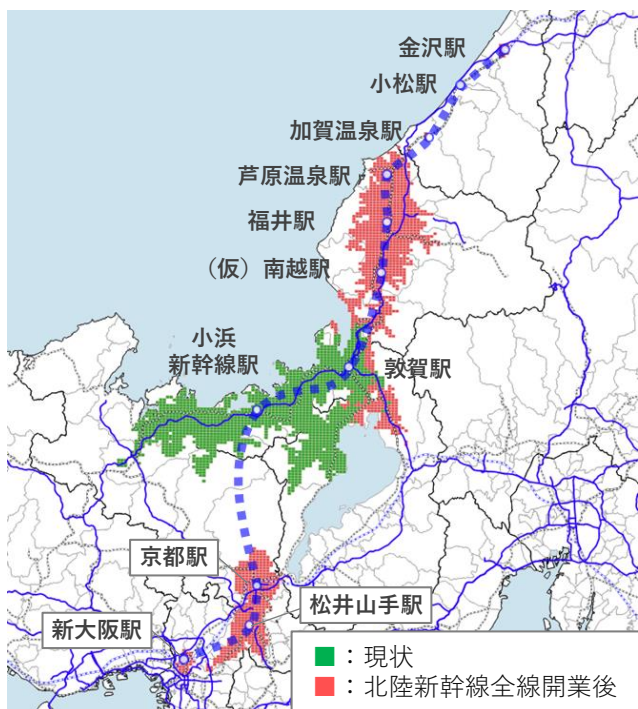 金沢駅
小松駅
加賀温泉駅
芦原温泉駅
福井駅
（仮）南越駅
小浜
新幹線駅
敦賀駅
京都駅
松井山手駅
新大阪駅
■：現状
■：北陸新幹線全線開業後